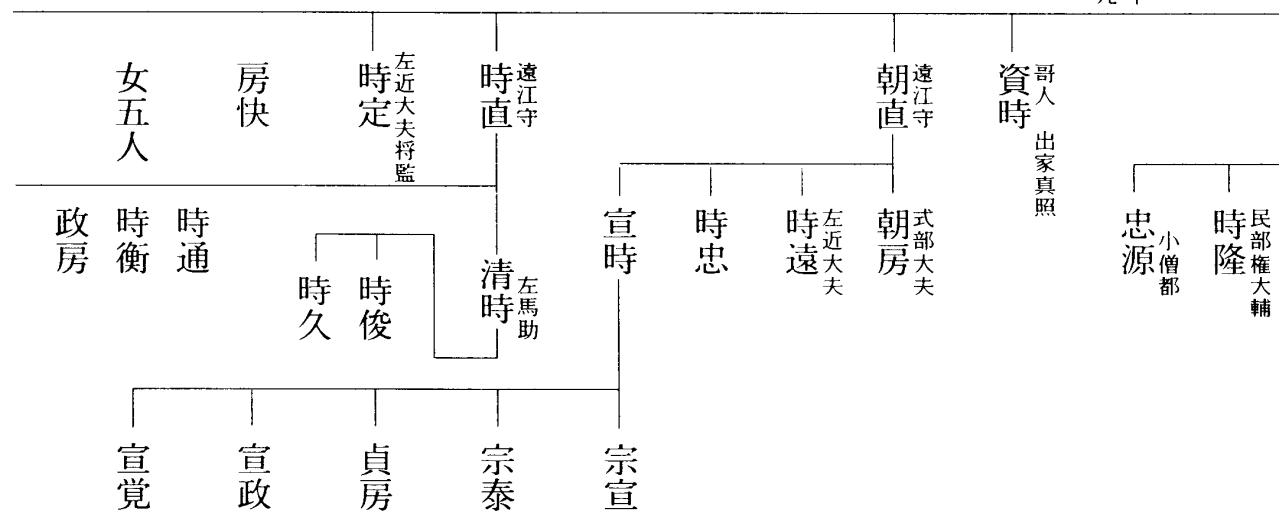 哥人 出家真照
資時
遠江守
朝直
遠江守
時直
左近大夫将監
時定
房快
女五人
民部権大輔
時隆
小僧都
忠源
式部大夫
朝房
左近大夫
時遠
時忠
宣時
左馬助
清時
時俊
時久
時通
時衡
政房
宗宣
宗泰
貞房
宣政
宣覚